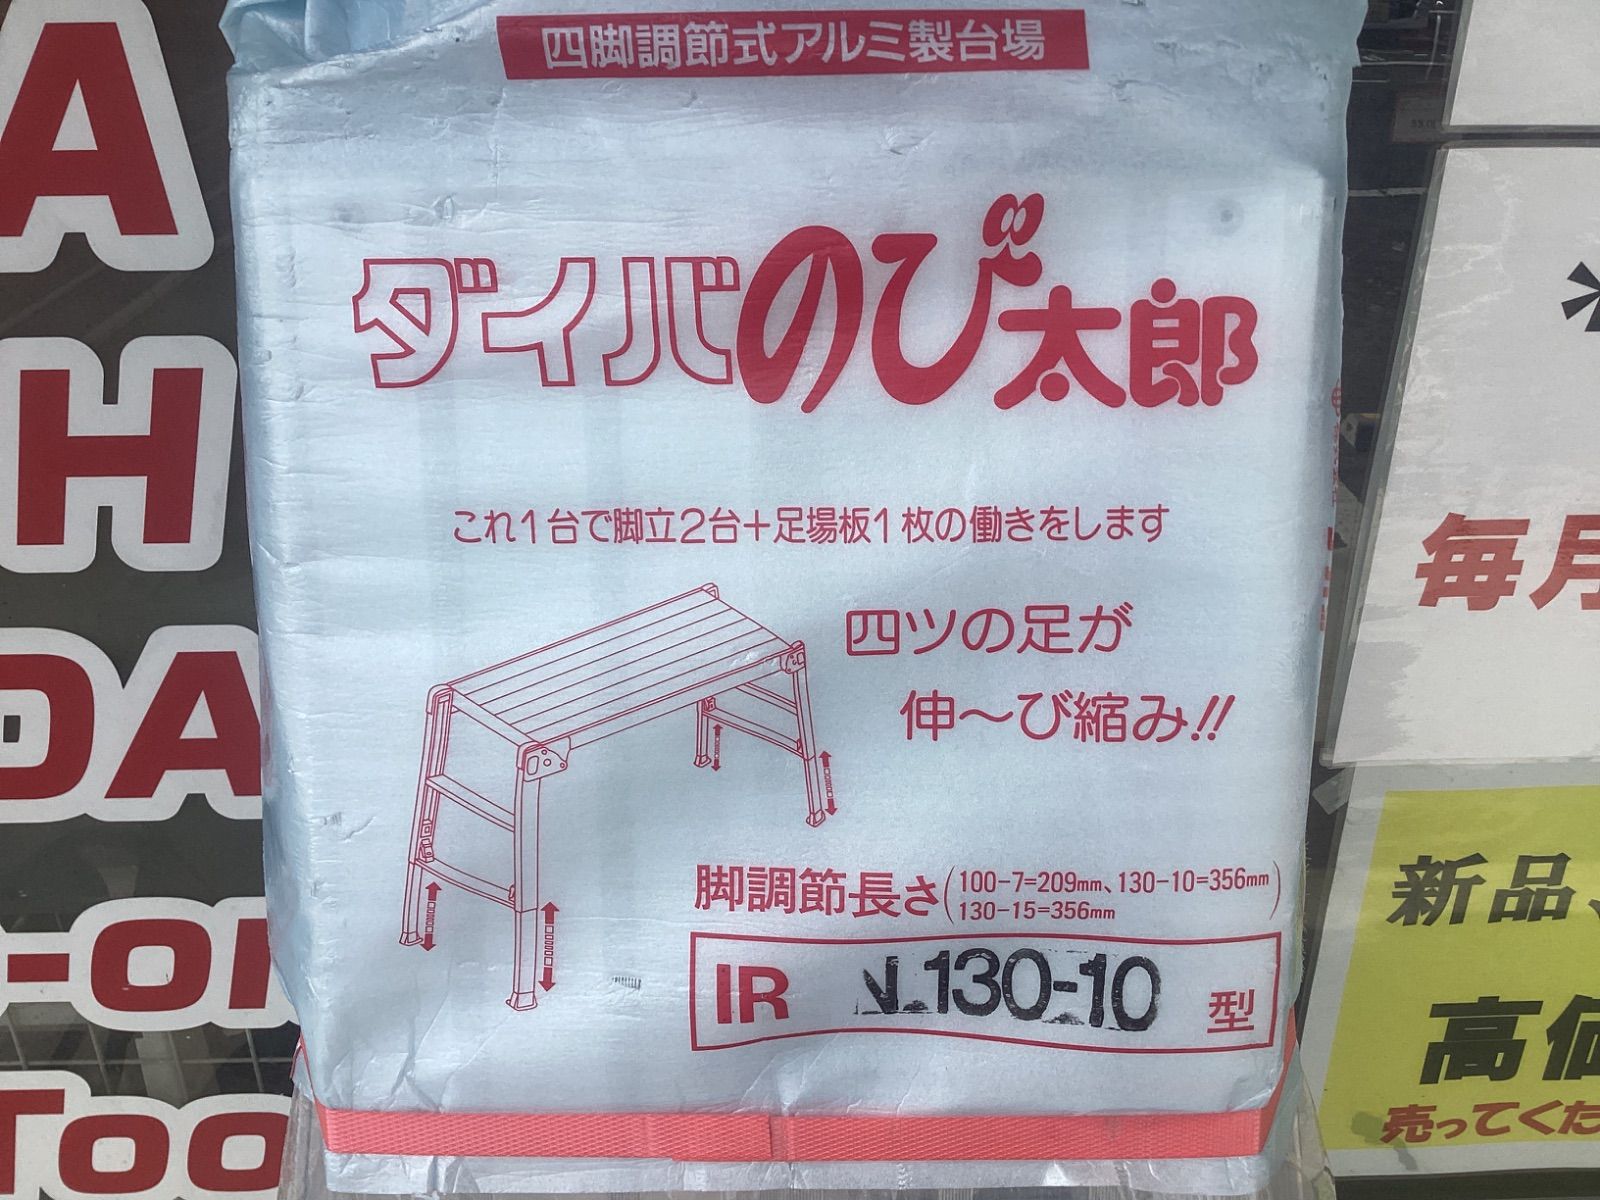 四脚調節式アルミ製台場
ダイバのび太郎
これ1台で脚立2台+足場板1枚の働きをします
四ツの足が
伸〜び縮み!!
脚調節長さ(100-7=209mm、130-10=356mm
130-15=356mm)
IR N130-10 型
A
H
DA
-OR
Too
毎月
新品、
高価
売ってくだ